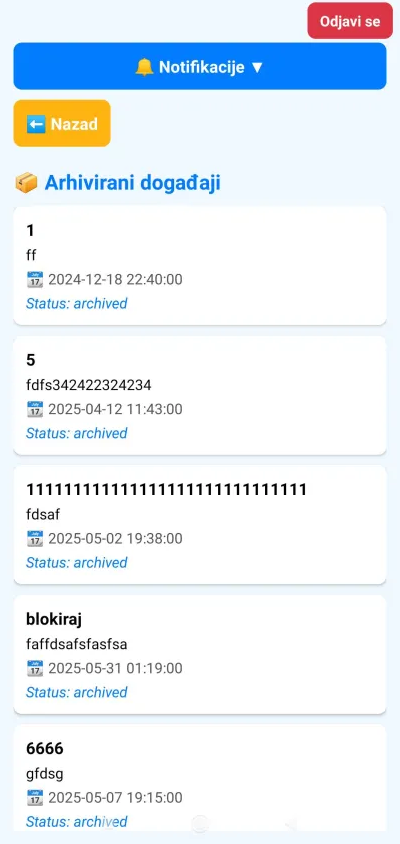 Odjavi se
🔔 Notifikacije ▼
⬅️ Nazad
📦 Arhivirani događaji
1
ff
📅 2024-12-18 22:40:00
Status: archived
5
fdfs342422324234
📅 2025-04-12 11:43:00
Status: archived
111111111111111111111111111111
fdsaf
📅 2025-05-02 19:38:00
Status: archived
blokiraj
faffdsafsfasfsa
📅 2025-05-31 01:19:00
Status: archived
6666
gfdsg
📅 2025-05-07 19:15:00
Status: archived